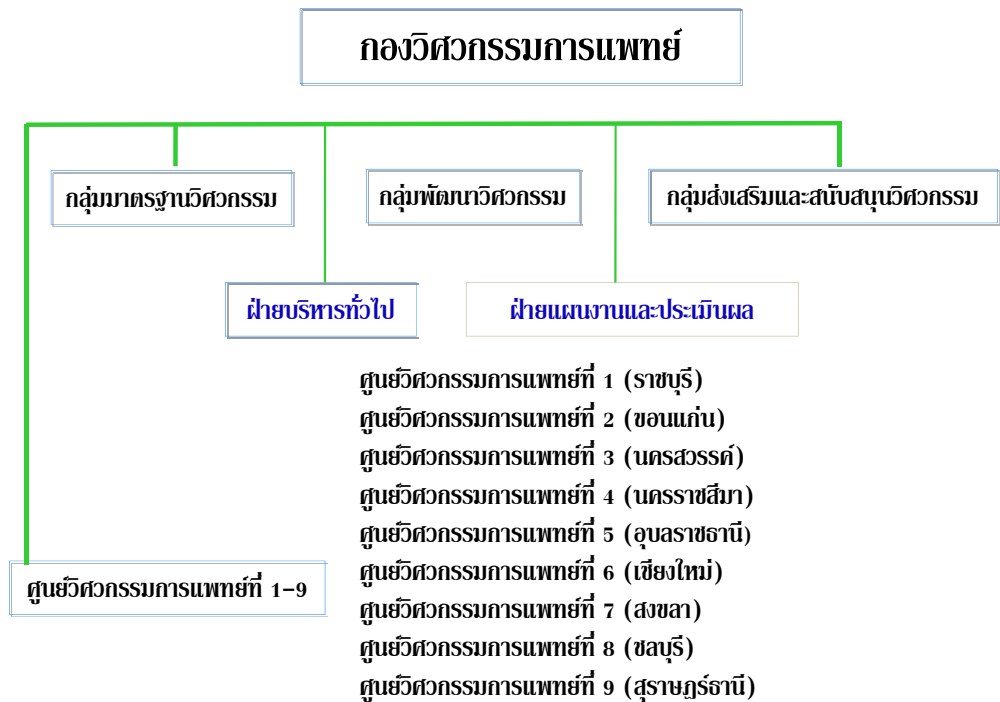 กองวิศวกรรมการแพทย์
กลุ่มมาตรฐานวิศวกรรม
กลุ่มพัฒนาวิศวกรรม
กลุ่มส่งเสริมและสนับสนุนวิศวกรรม
ฝ่ายบริหารทั่วไป
ฝ่ายแผนงานและประเมินผล
ศูนย์วิศวกรรมการแพทย์ที่ 1 (ราชบุรี)
ศูนย์วิศวกรรมการแพทย์ที่ 2 (ขอนแก่น)
ศูนย์วิศวกรรมการแพทย์ที่ 3 (นครสวรรค์)
ศูนย์วิศวกรรมการแพทย์ที่ 4 (นครราชสีมา)
ศูนย์วิศวกรรมการแพทย์ที่ 5 (อุบลราชธานี)
ศูนย์วิศวกรรมการแพทย์ที่ 6 (เชียงใหม่)
ศูนย์วิศวกรรมการแพทย์ที่ 1-9
ศูนย์วิศวกรรมการแพทย์ที่ 7 (สงขลา)
ศูนย์วิศวกรรมการแพทย์ที่ 8 (ชลบุรี)
ศูนย์วิศวกรรมการแพทย์ที่ 9 (สุราษฎร์ธานี)